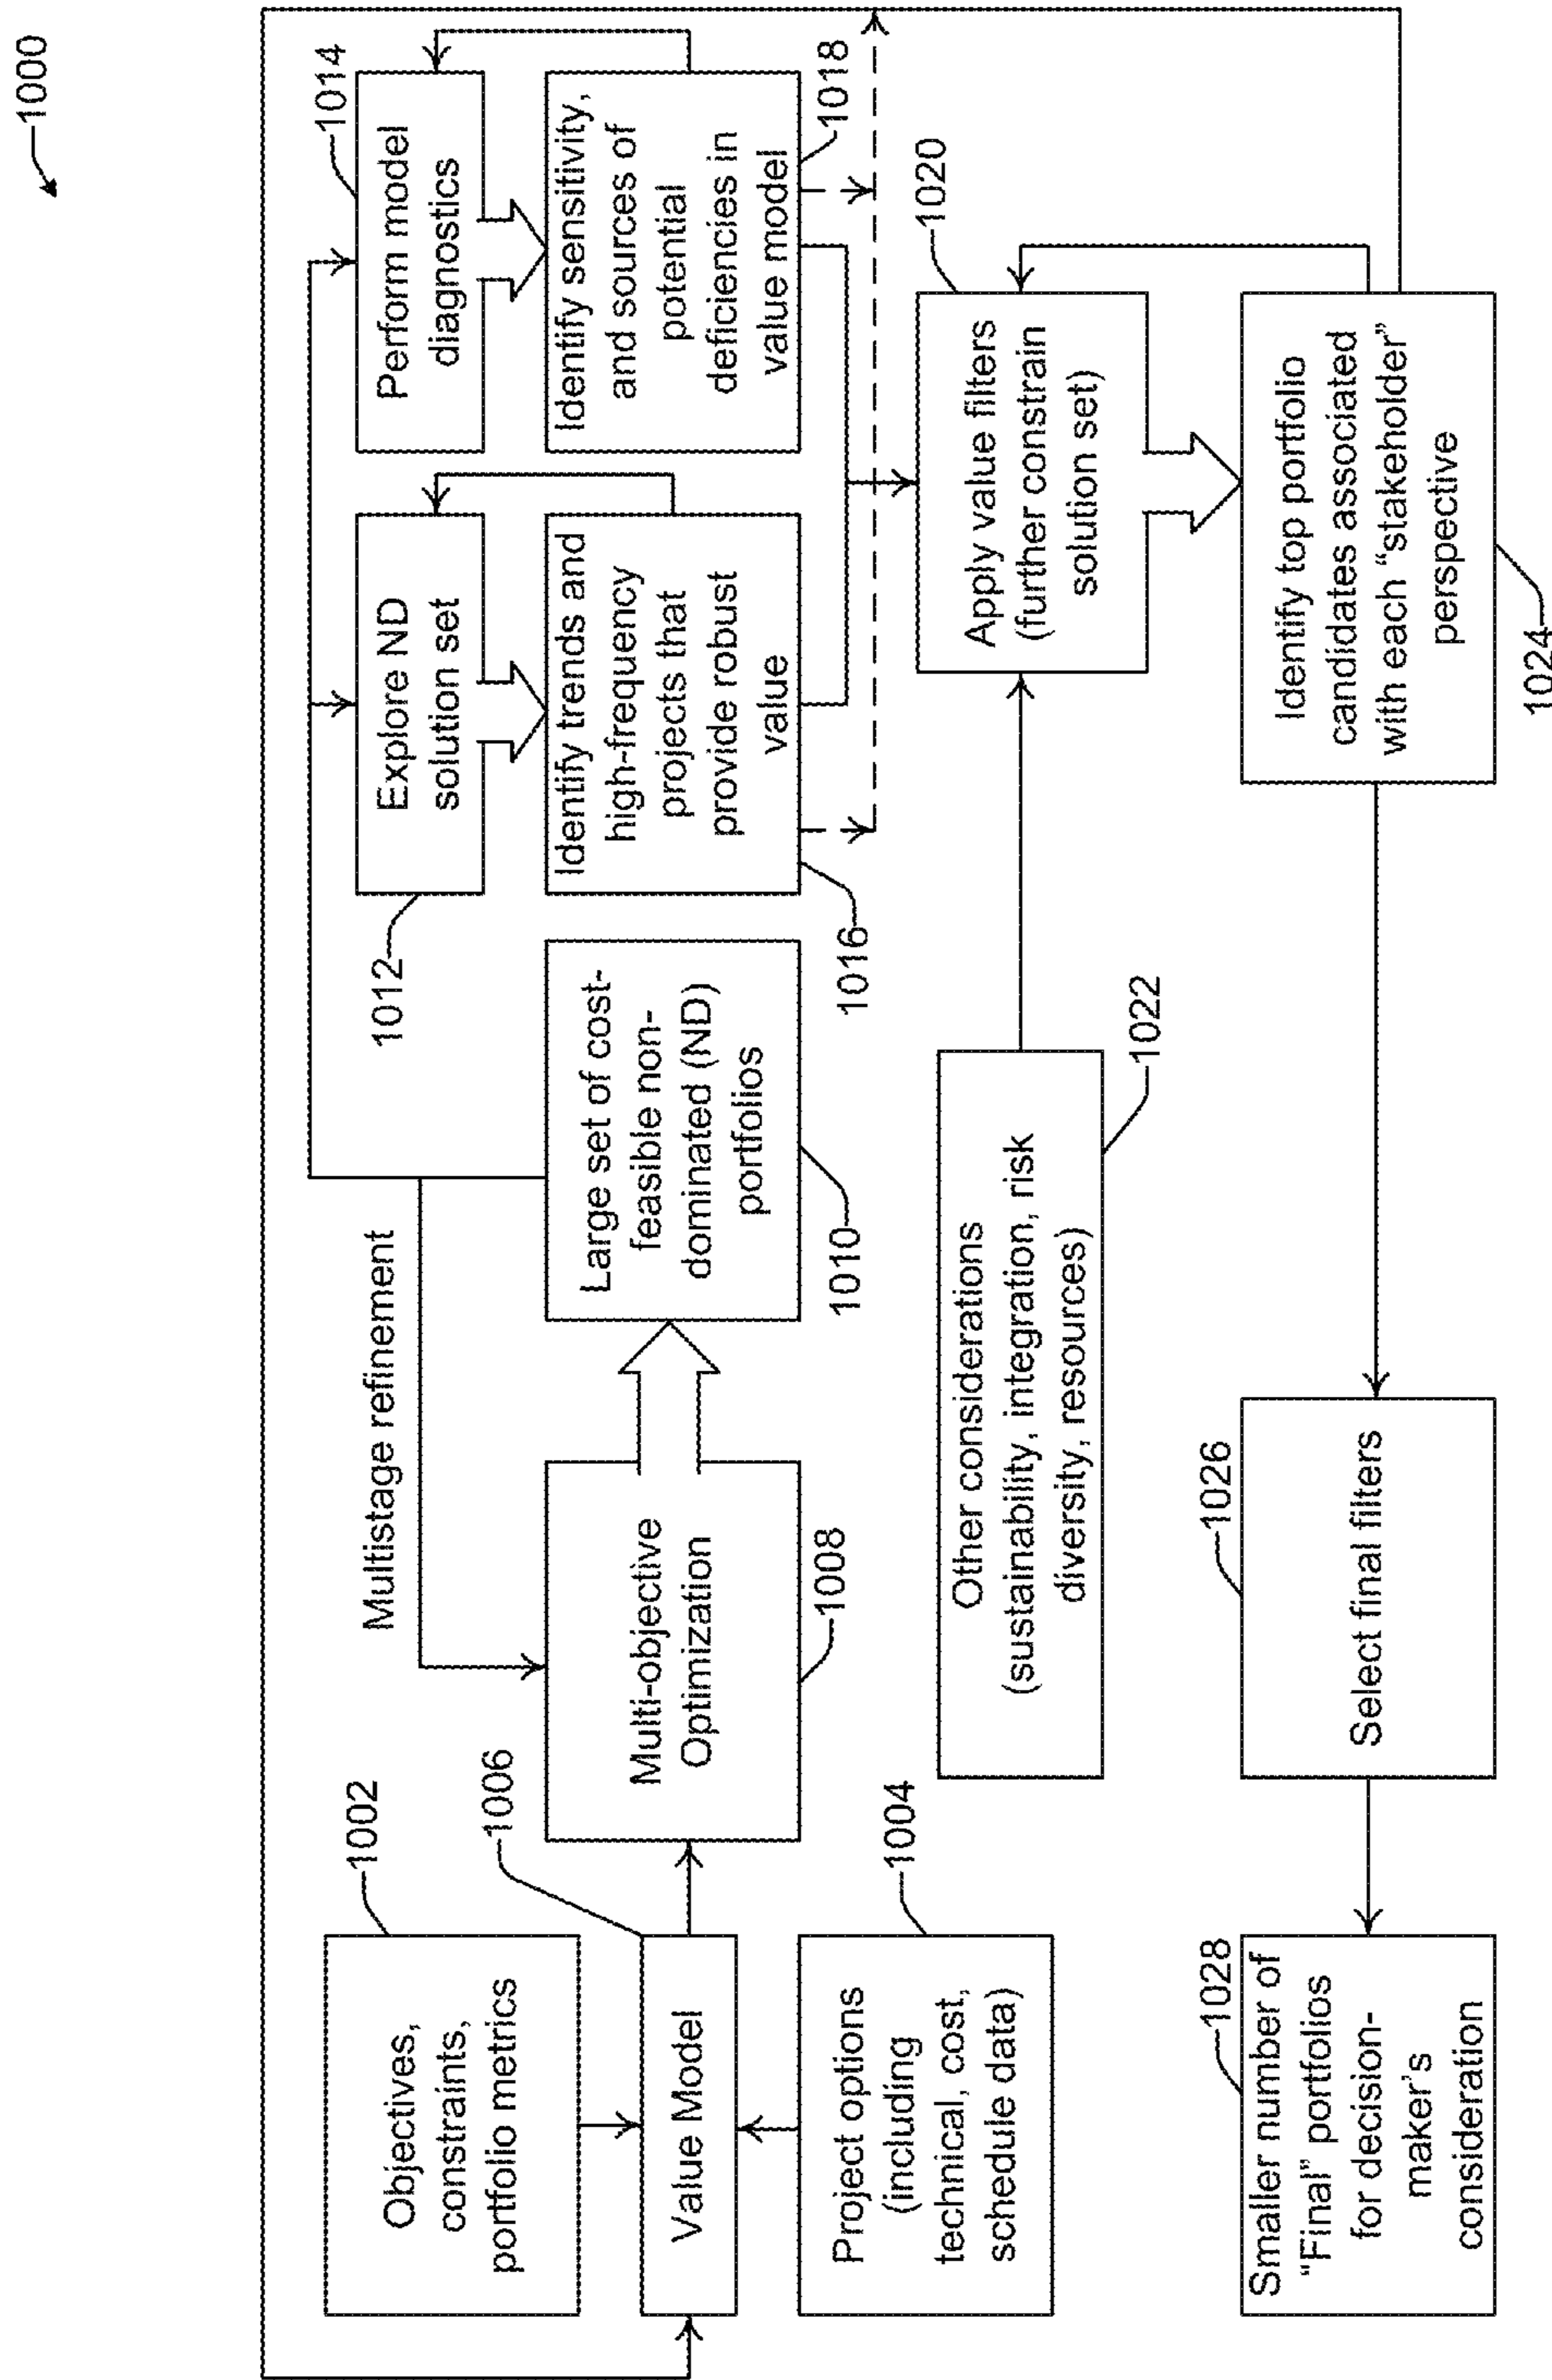 1000
Objectives,
constraints,
portfolio metrics
1002
Value Model
1006
Project options
(including
technical, cost,
schedule data)
1004
Multi-objective
Optimization
1008
Multistage refinement
Large set of cost-
feasible non-
dominated (ND)
portfolios
1010
Explore ND
solution set
1012
Identify trends and
high-frequency
projects that
provide robust
value
1016
Perform model
diagnostics
1014
Identify sensitivity,
and sources of
potential
deficiencies in
value model
1018
Other considerations
(sustainability, integration, risk
diversity, resources)
1022
Apply value filters
(further constrain
solution set)
1020
Identify top portfolio
candidates associated
with each “stakeholder”
perspective
1024
Select final filters
1026
Smaller number of
“Final” portfolios
for decision-
maker’s
consideration
1028